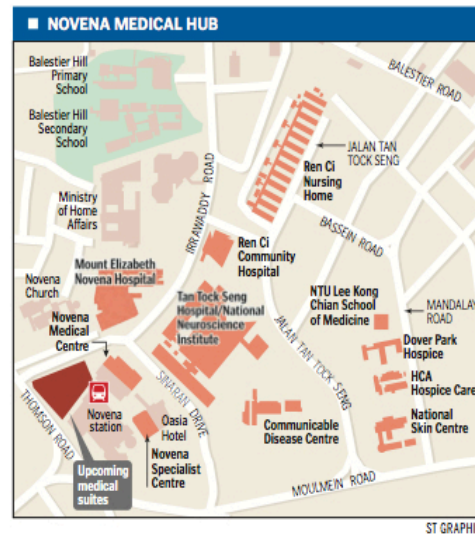 NOVENA MEDICAL HUB
Balestier Hill
Primary
School
Balestier Hill
Secondary
School
BALESTIER ROAD
JALAN TAN
TOCK SENG
Ren Ci
Nursing
Home
IRRAWADDY ROAD
Ministry
of Home
Affairs
BASSEIN ROAD
Ren Ci
Community
Hospital
Mount Elizabeth
Novena Hospital
Novena
Church
Tan Tock Seng
Hospital/National
Neuroscience
Institute
NTU Lee Kong
Chian School
of Medicine
MANDALAY
ROAD
Novena
Medical
Centre
JALAN TAN TOCK SENG
Dover Park
Hospice
HCA
Hospice Care
THOMSON ROAD
Novena
station
SINARAN DRIVE
Oasia
Hotel
Novena
Specialist
Centre
Communicable
Disease Centre
National
Skin Centre
Upcoming
medical
suites
MOULMEIN ROAD
ST GRAPHI